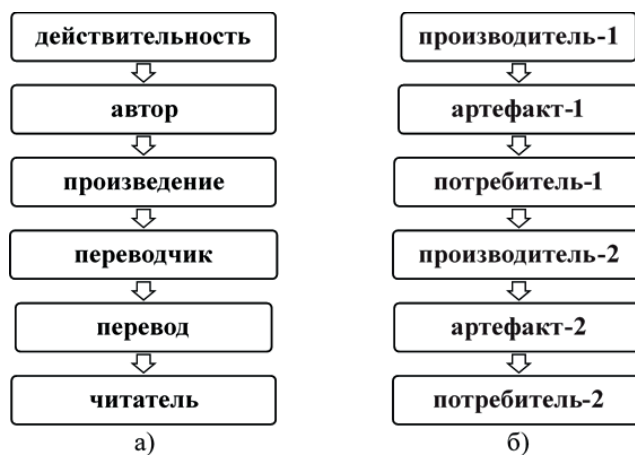 действительность
автор
произведение
переводчик
перевод
читатель
а)
производитель-1
артефакт-1
потребитель-1
производитель-2
артефакт-2
потребитель-2
б)